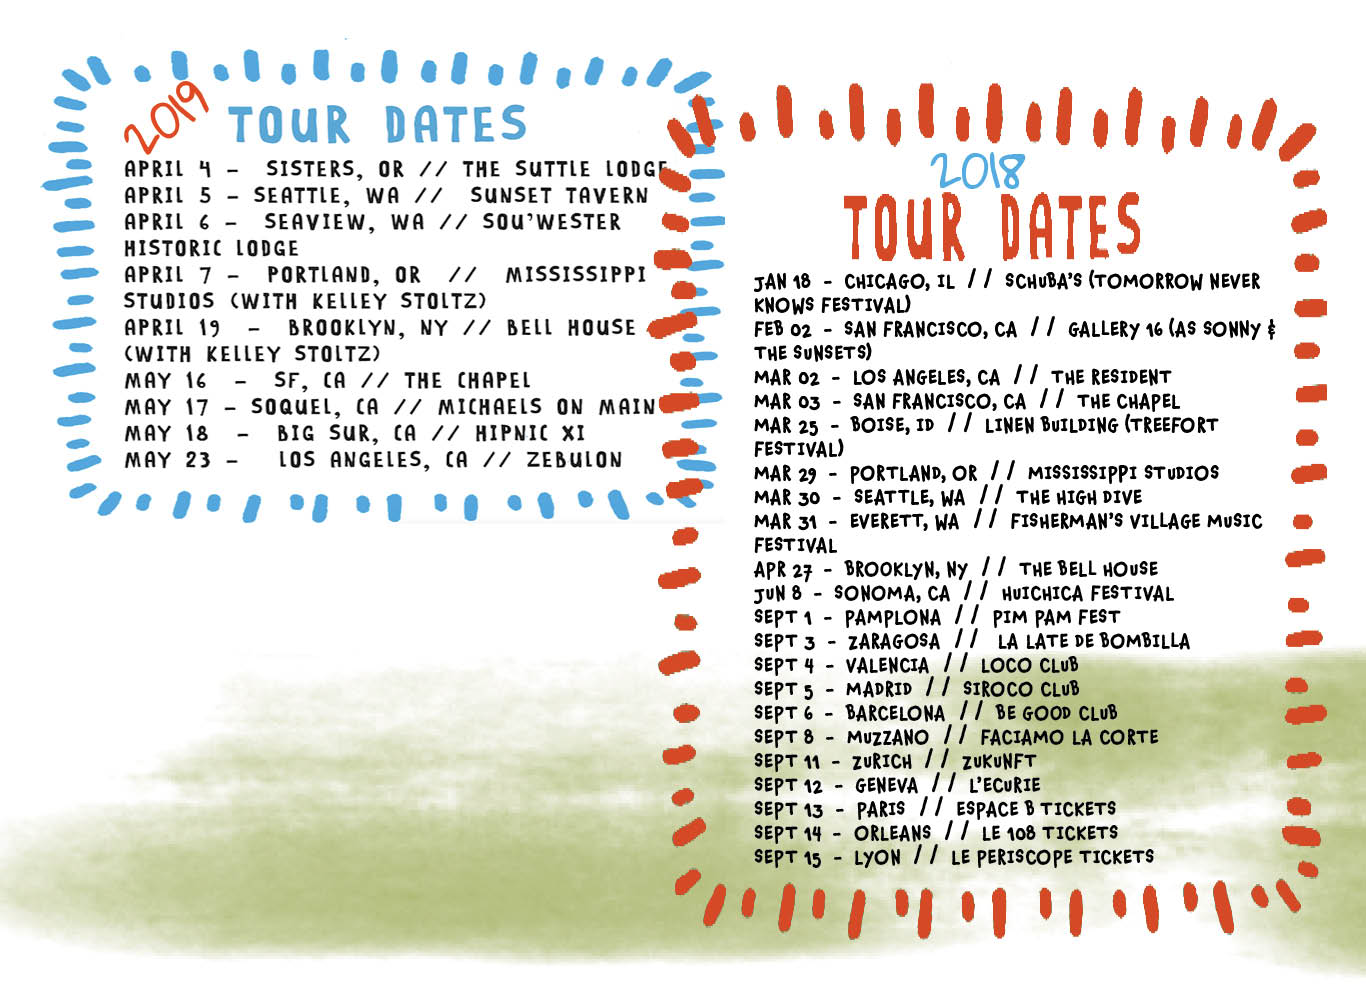 2019
TOUR DATES
APRIL 4 - SISTERS, OR // THE SUTTLE LODGE
APRIL 5 - SEATTLE, WA // SUNSET TAVERN
APRIL 6 - SEAVIEW, WA // SOU'WESTER
HISTORIC LODGE
APRIL 7 - PORTLAND, OR // MISSISSIPPI
STUDIOS (WITH KELLEY STOLTZ)
APRIL 19 - BROOKLYN, NY // BELL HOUSE
(WITH KELLEY STOLTZ)
MAY 16 - SF, CA // THE CHAPEL
MAY 17 - SOQUEL, CA // MICHAELS ON MAIN
MAY 18 - BIG SUR, CA // HIPNIC XI
MAY 23 - LOS ANGELES, CA // ZEBULON
2018
TOUR DATES
JAN 18 - CHICAGO, IL // SCHUBA'S (TOMORROW NEVER
KNOWS FESTIVAL)
FEB 02 - SAN FRANCISCO, CA // GALLERY 16 (AS SONNY &
THE SUNSETS)
MAR 02 - LOS ANGELES, CA // THE RESIDENT
MAR 03 - SAN FRANCISCO, CA // THE CHAPEL
MAR 25 - BOISE, ID // LINEN BUILDING (TREEFORT
FESTIVAL)
MAR 29 - PORTLAND, OR // MISSISSIPPI STUDIOS
MAR 30 - SEATTLE, WA // THE HIGH DIVE
MAR 31 - EVERETT, WA // FISHERMAN'S VILLAGE MUSIC
FESTIVAL
APR 27 - BROOKLYN, NY // THE BELL HOUSE
JUN 8 - SONOMA, CA // HUICHICA FESTIVAL
SEPT 1 - PAMPLONA // PIM PAM FEST
SEPT 3 - ZARAGOSA // LA LATE DE BOMBILLA
SEPT 4 - VALENCIA // LOCO CLUB
SEPT 5 - MADRID // SIROCO CLUB
SEPT 6 - BARCELONA // BE GOOD CLUB
SEPT 8 - MUZZANO // FACIAMO LA CORTE
SEPT 11 - ZURICH // ZUKUNFT
SEPT 12 - GENEVA // L'ECURIE
SEPT 13 - PARIS // ESPACE B TICKETS
SEPT 14 - ORLEANS // LE 108 TICKETS
SEPT 15 - LYON // LE PERISCOPE TICKETS